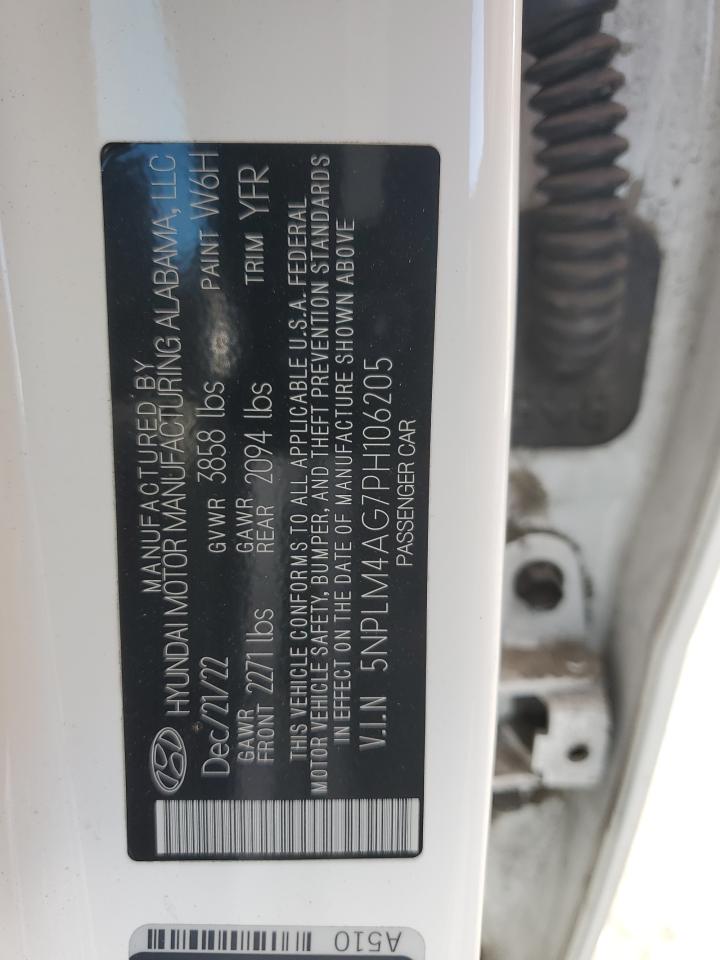 MANUFACTURED BY
HYUNDAI MOTOR MANUFACTURING ALABAMA, LLC
Dec/21/22 GVWR 3858 lbs PAINT W6H
GAWR FRONT 2271 lbs GAWR REAR 2094 lbs TRIM YFR
THIS VEHICLE CONFORMS TO ALL APPLICABLE U.S.A. FEDERAL
MOTOR VEHICLE SAFETY, BUMPER, AND THEFT PREVENTION STANDARDS
IN EFFECT ON THE DATE OF MANUFACTURE SHOWN ABOVE
V.I.N 5NPLM4AG7PH106205
PASSENGER CAR
A510